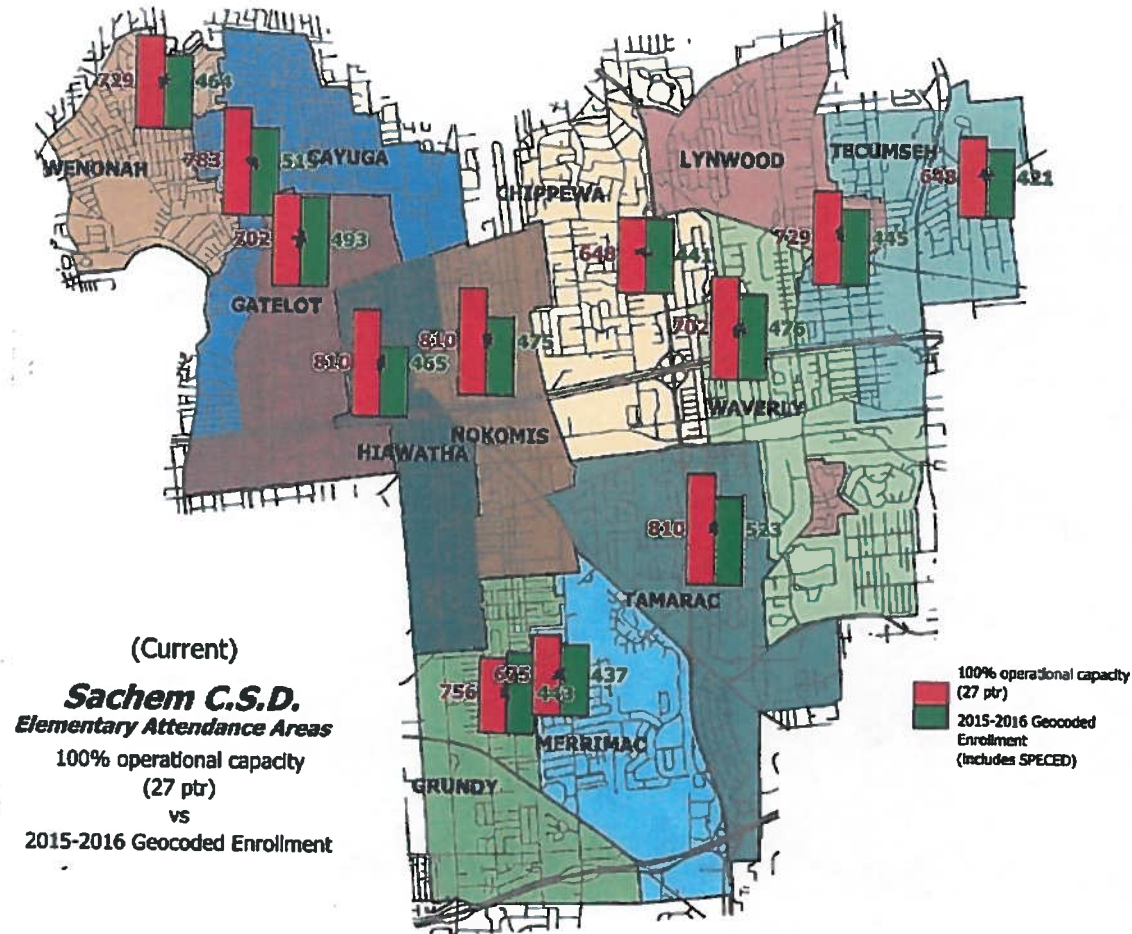 729 464
WENONAH
783 51 CAYUGA
702 493
GATELOT
810 465
HIAWATHA
810 475
NOKOMIS
CHIPPEWA
648 441
LYNWOOD
729 445
TECUMSEH
648 421
702 476
WAVERLY
810 523
TAMARAC
756 443
437
MERRIMAC
GRUNDY
(Current)
Sachem C.S.D.
Elementary Attendance Areas
100% operational capacity
(27 ptr)
vs
2015-2016 Geocoded Enrollment
100% operational capacity
(27 ptr)
2015-2016 Geocoded
Enrollment
(includes SPECED)